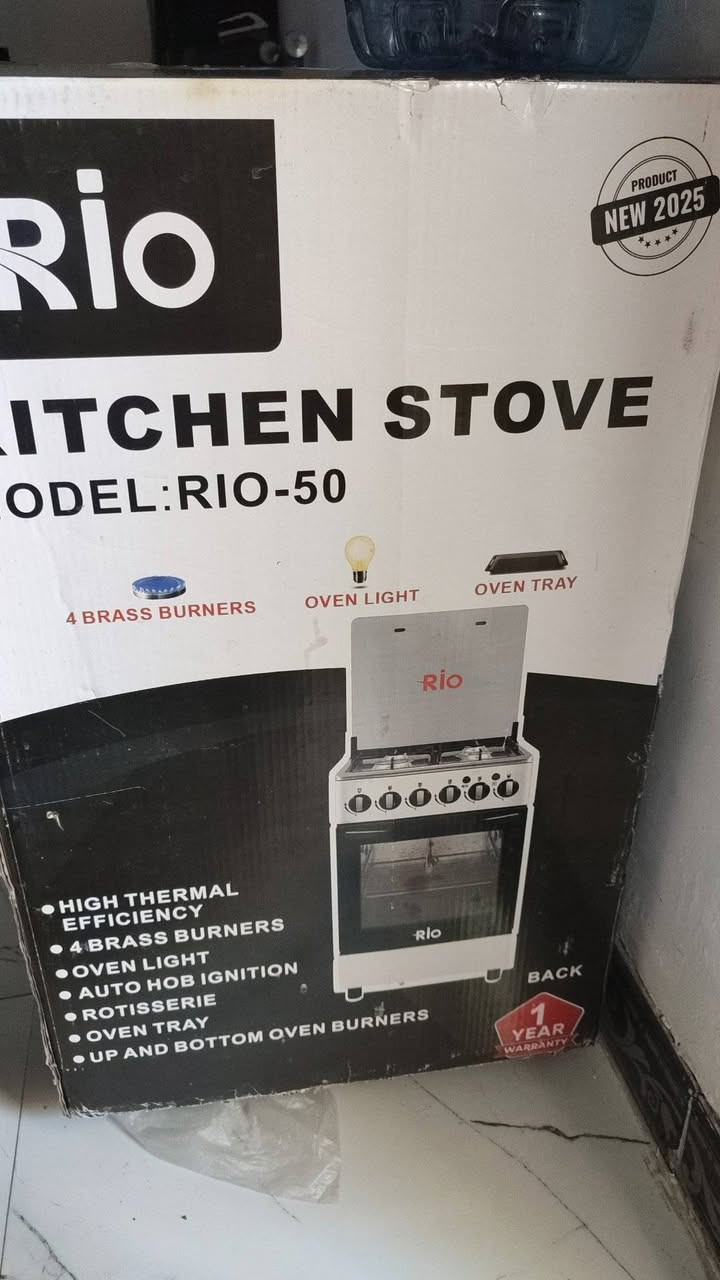 Rio
PRODUCT
NEW 2025
KITCHEN STOVE
MODEL:RIO-50
4 BRASS BURNERS
OVEN LIGHT
OVEN TRAY
Rio
RIO
•HIGH THERMAL
EFFICIENCY
•4 BRASS BURNERS
•OVEN LIGHT
•AUTO HOB IGNITION
•ROTISSERIE
•OVEN TRAY
•UP AND BOTTOM OVEN BURNERS
BACK
1
YEAR
WARRANTY